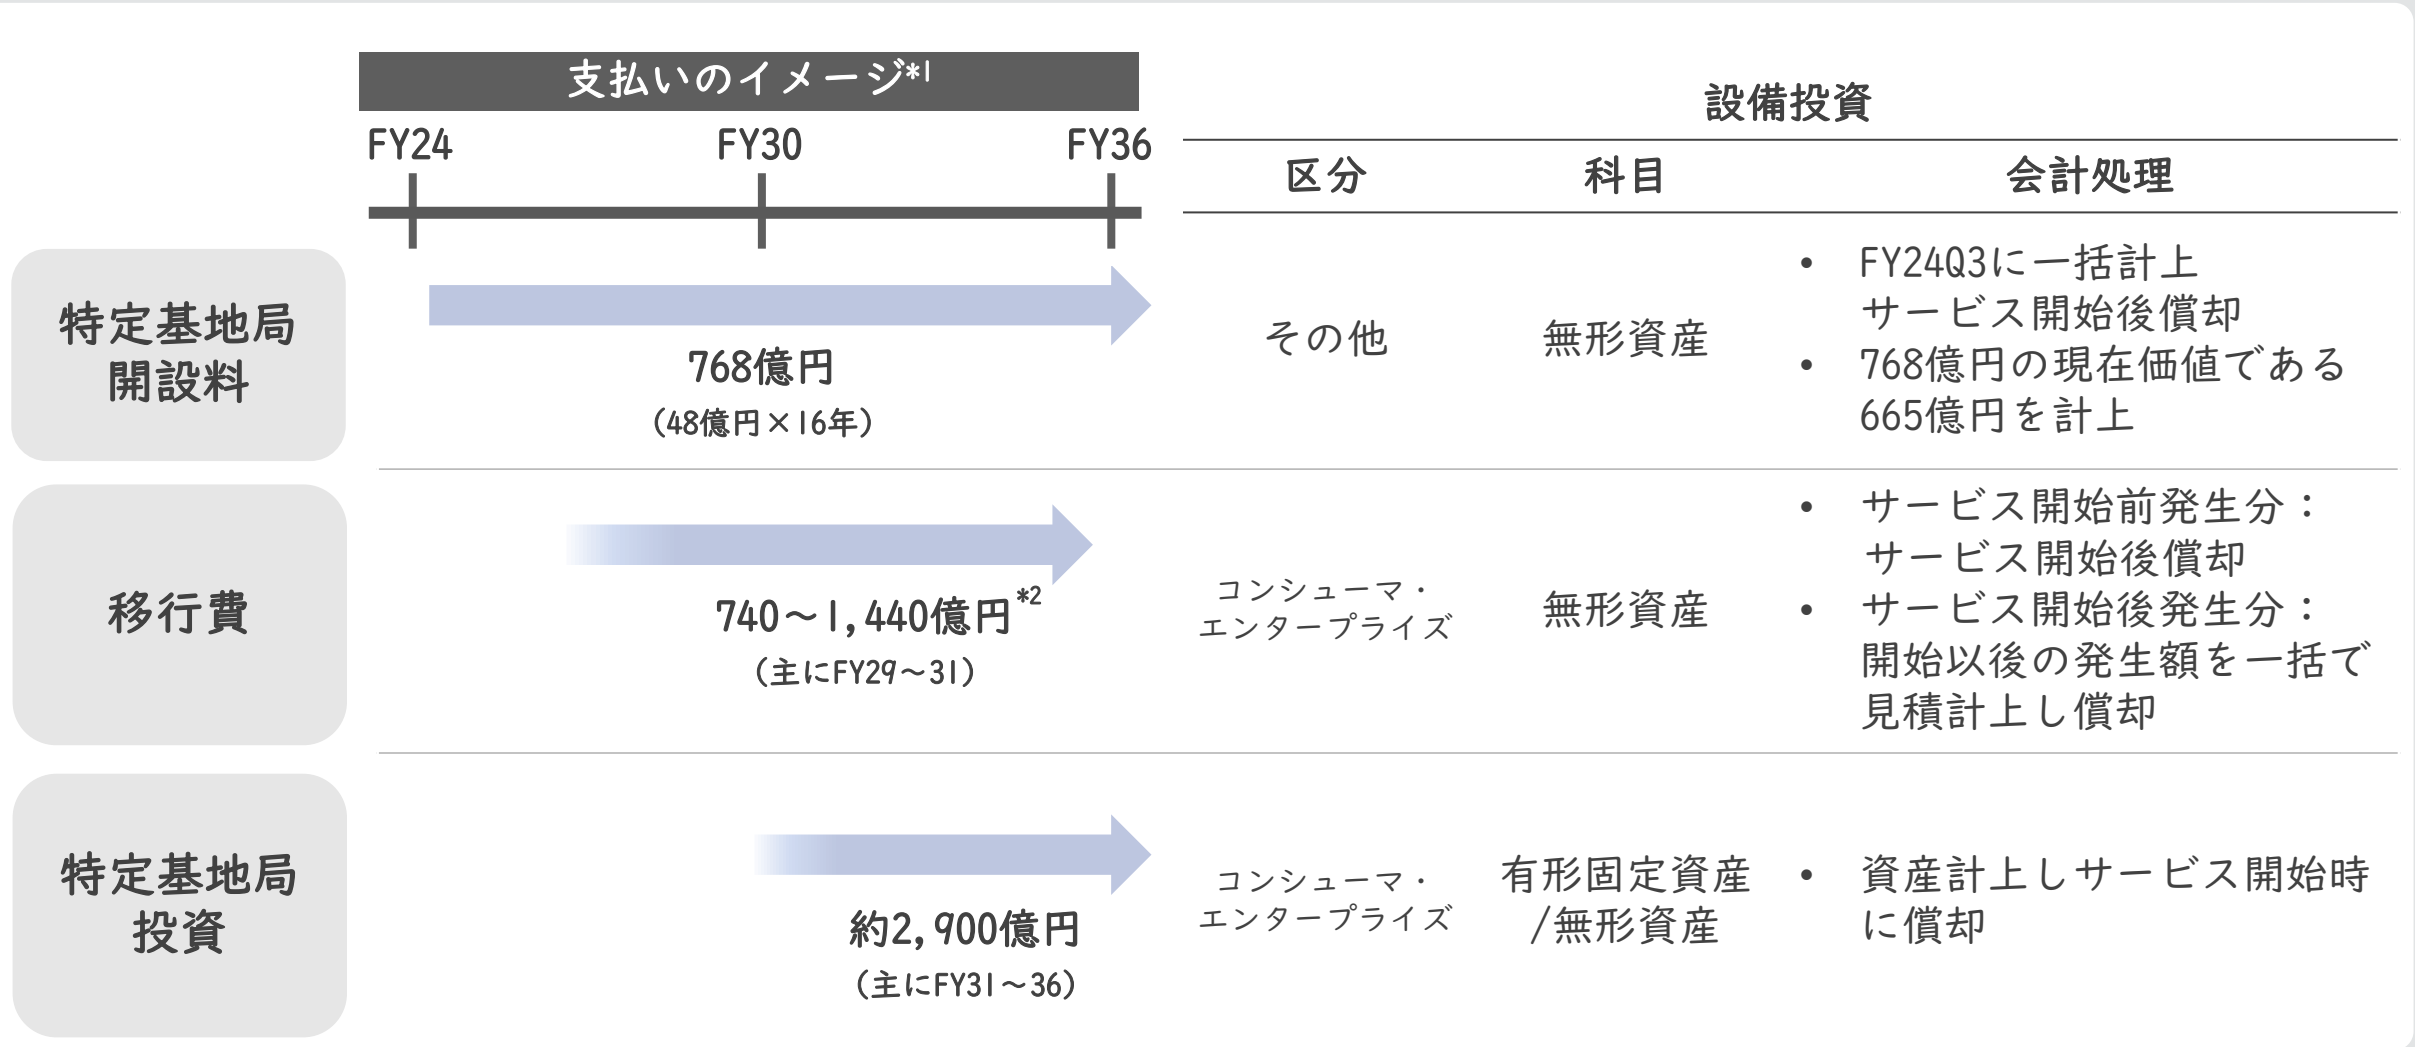 支払いのイメージ*1
FY24
FY30
FY36
設備投資
区分
科目
会計処理
特定基地局
開設料
768億円
(48億円×16年)
その他
無形資産
• FY24Q3に一括計上
サービス開始後償却
• 768億円の現在価値である
665億円を計上
移行費
740～1,440億円*2
(主にFY29～31)
コンシューマ・
エンタープライズ
無形資産
• サービス開始前発生分：
サービス開始後償却
• サービス開始後発生分：
開始以後の発生額を一括で
見積計上し償却
特定基地局
投資
約2,900億円
(主にFY31～36)
コンシューマ・
エンタープライズ
有形固定資産
/無形資産
• 資産計上しサービス開始時
に償却